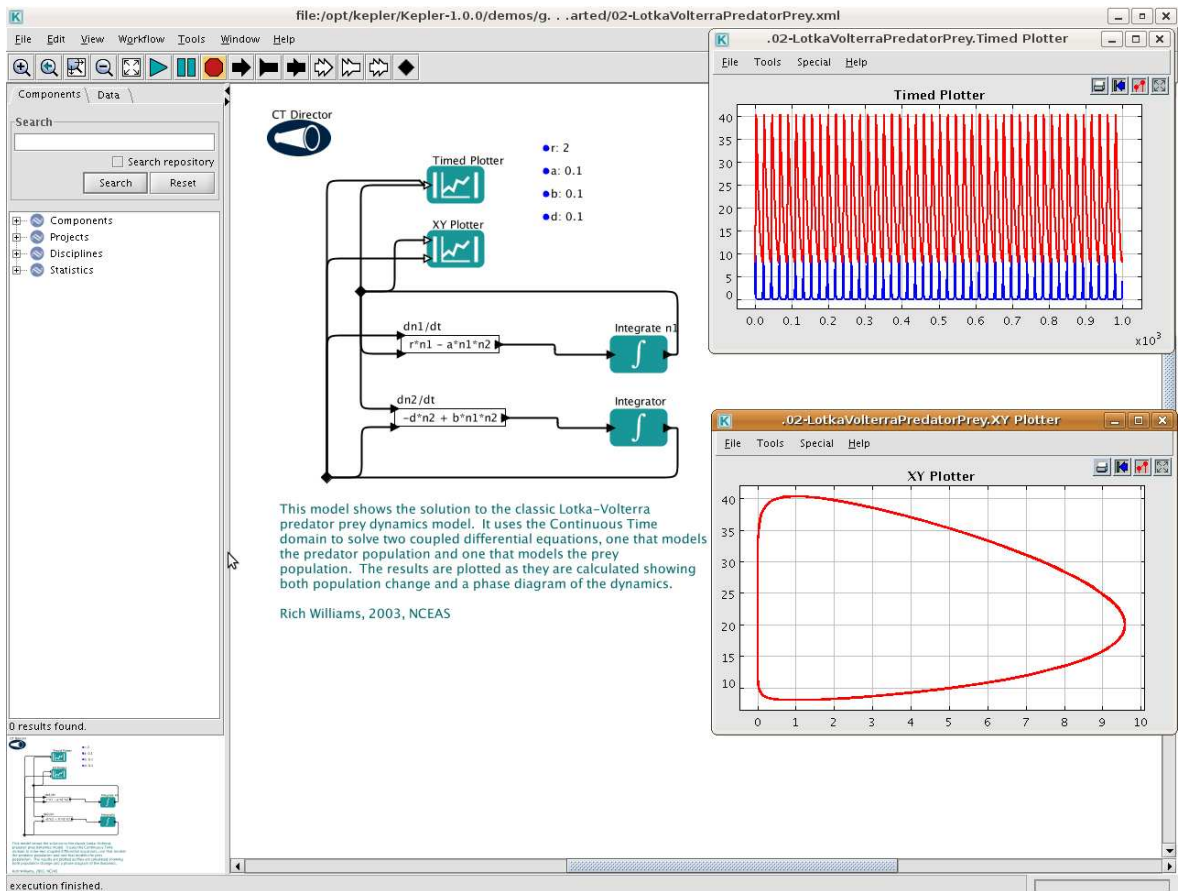 file:/opt/kepler/Kepler-1.0.0/demos/g. . .arted/02-LotkaVolterraPredatorPrey.xml
File Edit View Workflow Tools Window Help
Components Data
Search
Search repository
Search Reset
Components
Projects
Disciplines
Statistics
0 results found.
CT Director
Timed Plotter
XY Plotter
r: 2
a: 0.1
b: 0.1
d: 0.1
dn1/dt
r*n1 - a*n1*n2
Integrate n1
dn2/dt
-d*n2 + b*n1*n2
Integrator
This model shows the solution to the classic Lotka-Volterra
predator prey dynamics model. It uses the Continuous Time
domain to solve two coupled differential equations, one that models
the predator population and one that models the prey
population. The results are plotted as they are calculated showing
both population change and a phase diagram of the dynamics.
Rich Williams, 2003, NCEAS
.02-LotkaVolterraPredatorPrey.Timed Plotter
File Tools Special Help
Timed Plotter
40
35
30
25
20
15
10
5
0
0.0 0.1 0.2 0.3 0.4 0.5 0.6 0.7 0.8 0.9 1.0
x10³
.02-LotkaVolterraPredatorPrey.XY Plotter
File Tools Special Help
XY Plotter
40
35
30
25
20
15
10
0 1 2 3 4 5 6 7 8 9 10
execution finished.